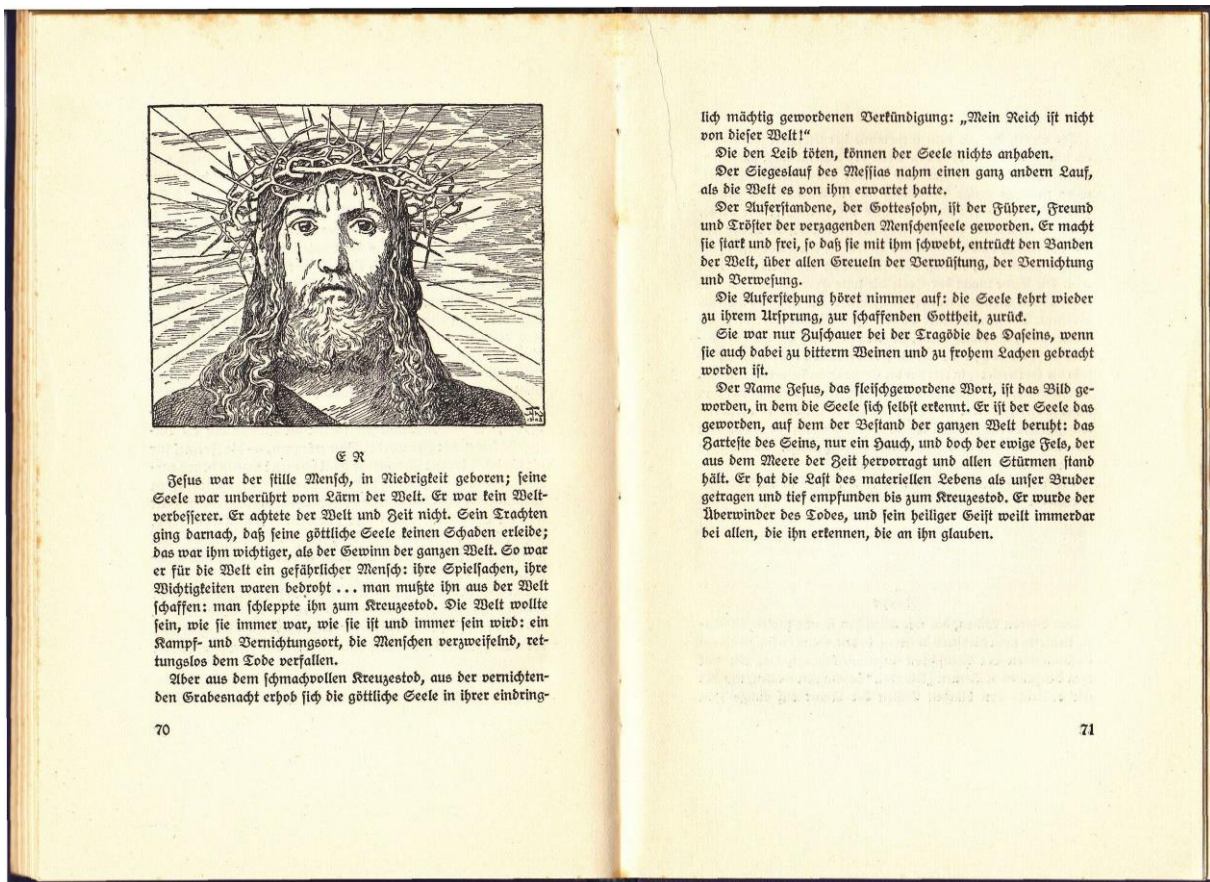 E R
Jesus war der stille Mensch, in Niedrigkeit geboren; seine
Seele war unberührt vom Lärm der Welt. Er war kein Welt-
verbesserer. Er achtete der Welt und Zeit nicht. Sein Trachten
ging darnach, daß seine göttliche Seele keinen Schaden erleide;
das war ihm wichtiger, als der Gewinn der ganzen Welt. So war
er für die Welt ein gefährlicher Mensch: ihre Spielsachen, ihre
Wichtigkeiten waren bedroht ... man mußte ihn aus der Welt
schaffen: man schleppte ihn zum Kreuzestod. Die Welt wollte
sein, wie sie immer war, wie sie ist und immer sein wird: ein
Kampf- und Vernichtungsort, die Menschen verzweifelnd, ret-
tungslos dem Tode verfallen.
Aber aus dem schmachvollen Kreuzestod, aus der vernichten-
den Grabesnacht erhob sich die göttliche Seele in ihrer eindring-
70
lich mächtig gewordenen Verkündigung: „Mein Reich ist nicht
von dieser Welt!“
Die den Leib töten, können der Seele nichts anhaben.
Der Siegeslauf des Messias nahm einen ganz andern Lauf,
als die Welt es von ihm erwartet hatte.
Der Auferstandene, der Gottessohn, ist der Führer, Freund
und Tröster der verzagenden Menschenseele geworden. Er macht
sie stark und frei, so daß sie mit ihm schwebt, entrückt den Banden
der Welt, über allen Greueln der Verwüstung, der Vernichtung
und Verwesung.
Die Auferstehung höret nimmer auf: die Seele kehrt wieder
zu ihrem Ursprung, zur schaffenden Gottheit, zurück.
Sie war nur Zuschauer bei der Tragödie des Daseins, wenn
sie auch dabei zu bitterm Weinen und zu frohem Lachen gebracht
worden ist.
Der Name Jesus, das fleischgewordene Wort, ist das Bild ge-
worden, in dem die Seele sich selbst erkennt. Er ist der Seele das
geworden, auf dem der Bestand der ganzen Welt beruht: das
Zarteste des Seins, nur ein Hauch, und doch der ewige Fels, der
aus dem Meere der Zeit hervorragt und allen Stürmen stand
hält. Er hat die Last des materiellen Lebens als unser Bruder
getragen und tief empfunden bis zum Kreuzestod. Er wurde der
Überwinder des Todes, und sein heiliger Geist weilt immerdar
bei allen, die ihn erkennen, die an ihn glauben.
71